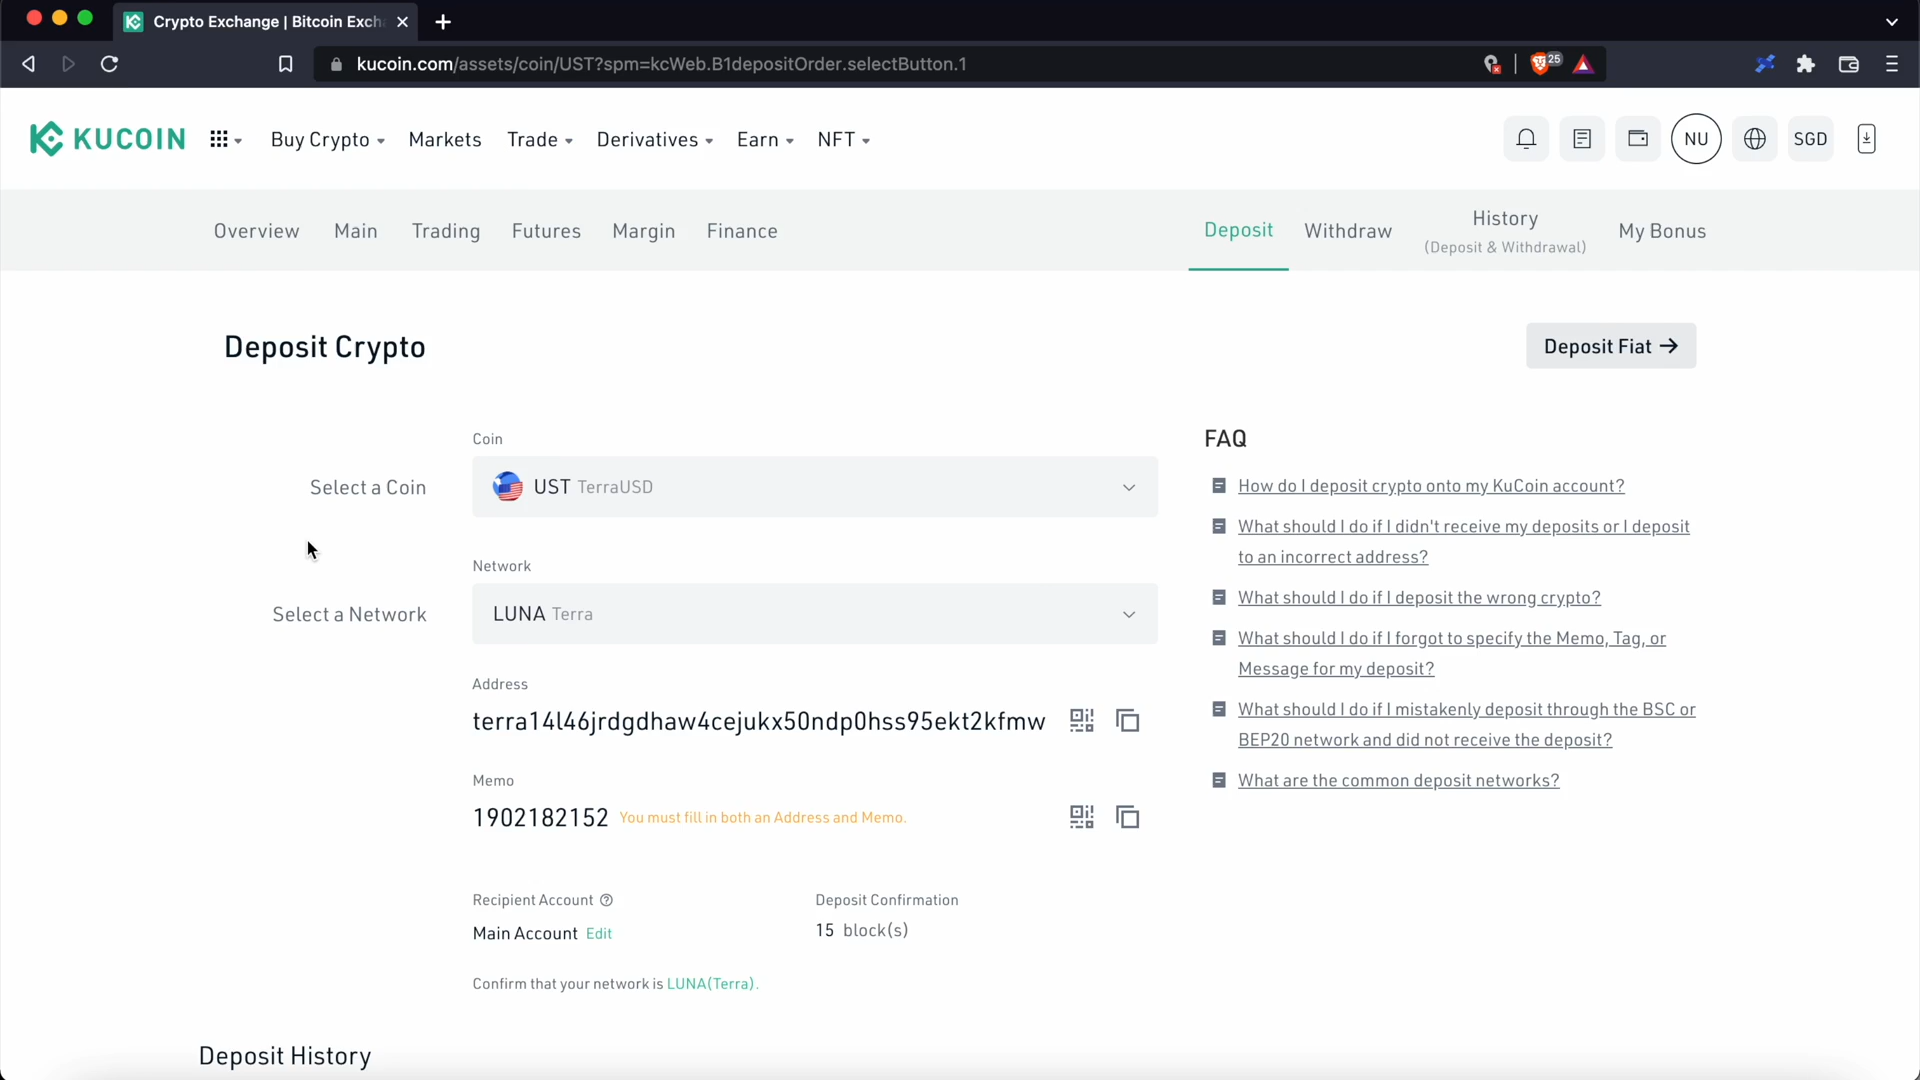 Crypto Exchange | Bitcoin Exch
kucoin.com/assets/coin/UST?spm=kcWeb.B1depositOrder.selectButton.1
25
KUCOIN
Buy Crypto
Markets
Trade
Derivatives
Earn
NFT
NU
SGD
Overview
Main
Trading
Futures
Margin
Finance
Deposit
Withdraw
History
(Deposit & Withdrawal)
My Bonus
Deposit Crypto
Deposit Fiat →
Coin
Select a Coin
UST TerraUSD
Network
Select a Network
LUNA Terra
Address
terra14l46jrdgdhaw4cejukx50ndp0hss95ekt2kfmw
Memo
1902182152 You must fill in both an Address and Memo.
Recipient Account
Main Account Edit
Deposit Confirmation
15 block(s)
Confirm that your network is LUNA(Terra).
FAQ
How do I deposit crypto onto my KuCoin account?
What should I do if I didn't receive my deposits or I deposit
to an incorrect address?
What should I do if I deposit the wrong crypto?
What should I do if I forgot to specify the Memo, Tag, or
Message for my deposit?
What should I do if I mistakenly deposit through the BSC or
BEP20 network and did not receive the deposit?
What are the common deposit networks?
Deposit History